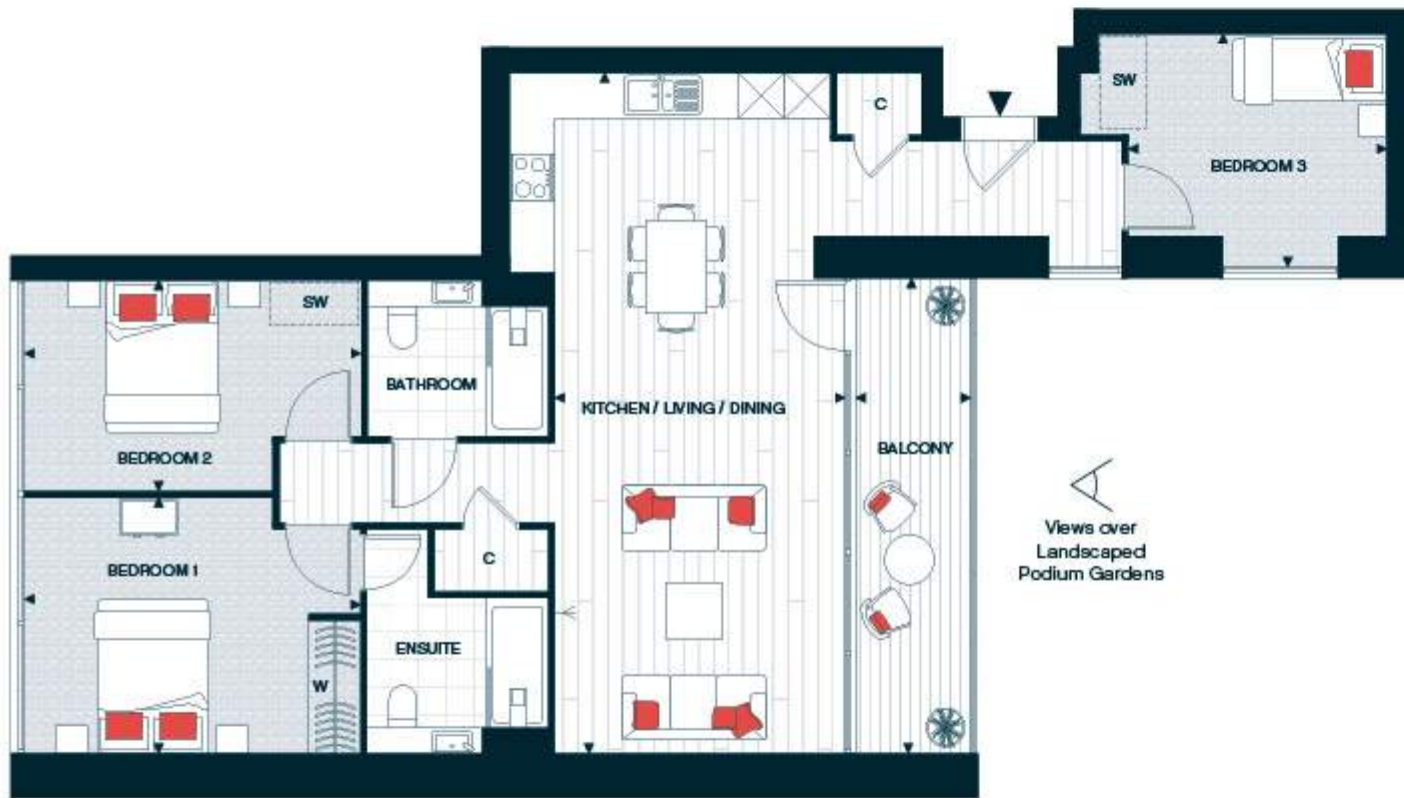 SW
C
BEDROOM 3
SW
BATHROOM
KITCHEN / LIVING / DINING
BALCONY
BEDROOM 2
Views over
Landscaped
Podium Gardens
BEDROOM 1
C
ENSUITE
W